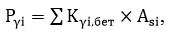 Pγi = ∑ Kγi,бет × Asi,